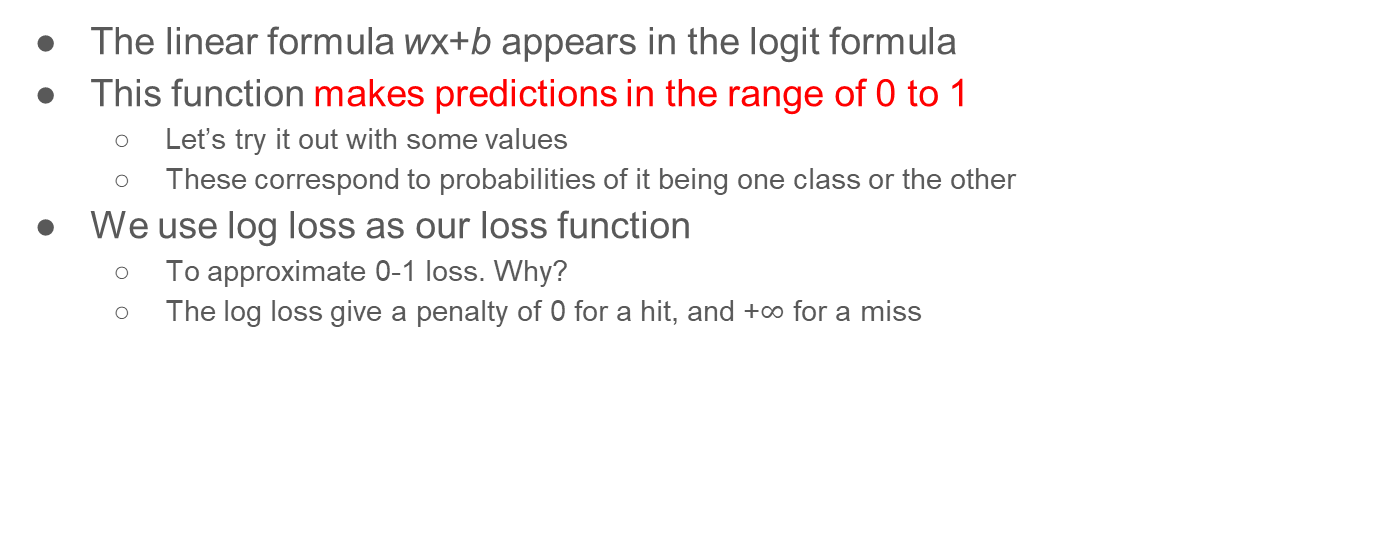 ● The linear formula wx+b appears in the logit formula
● This function makes predictions in the range of 0 to 1
○ Let’s try it out with some values
○ These correspond to probabilities of it being one class or the other
● We use log loss as our loss function
○ To approximate 0-1 loss. Why?
○ The log loss give a penalty of 0 for a hit, and +∞ for a miss